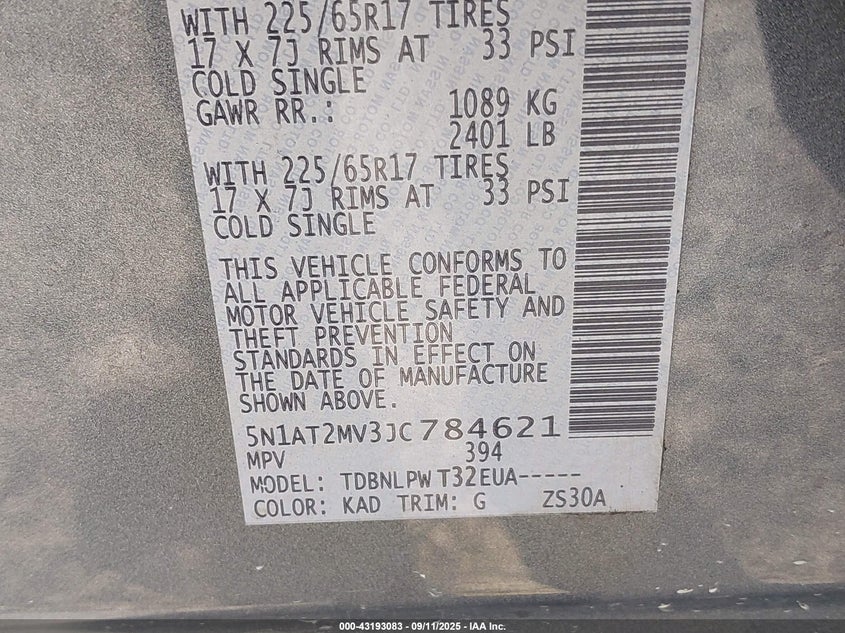 WITH 225/65R17 TIRES
17 X 7J RIMS AT 33 PSI
COLD SINGLE
GAWR RR.: 1089 KG
2401 LB
WITH 225/65R17 TIRES
17 X 7J RIMS AT 33 PSI
COLD SINGLE
THIS VEHICLE CONFORMS TO
ALL APPLICABLE FEDERAL
MOTOR VEHICLE SAFETY AND
THEFT PREVENTION
STANDARDS IN EFFECT ON
THE DATE OF MANUFACTURE
SHOWN ABOVE.
5N1AT2MV3JC784621
MPV 394
MODEL: TDBNLPW T32EUA-----
COLOR: KAD TRIM: G ZS30A
000-43193083 - 09/11/2025 - IAA Inc.